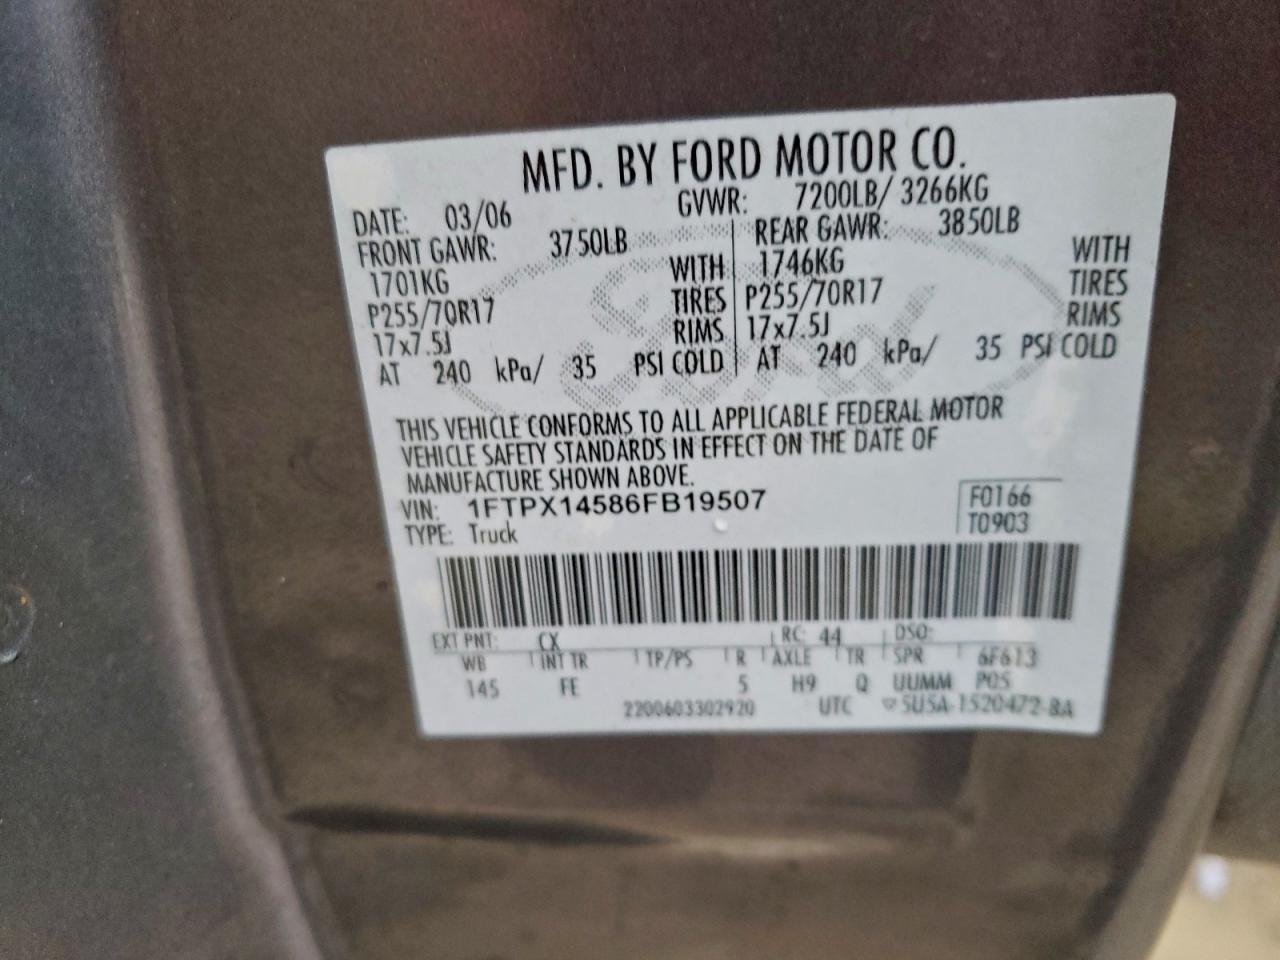 MFD. BY FORD MOTOR CO.
DATE: 03/06 GVWR: 7200LB/ 3266KG
FRONT GAWR: 3750LB REAR GAWR: 3850LB
1701KG WITH 1746KG WITH
P255/70R17 TIRES P255/70R17 TIRES
17x7.5J RIMS 17x7.5J RIMS
AT 240 kPa/ 35 PSI COLD AT 240 kPa/ 35 PSI COLD
THIS VEHICLE CONFORMS TO ALL APPLICABLE FEDERAL MOTOR
VEHICLE SAFETY STANDARDS IN EFFECT ON THE DATE OF
MANUFACTURE SHOWN ABOVE.
VIN: 1FTPX14586FB19507 F0166
TYPE: Truck T0903
EXT PNT: CX RC: 44 DSO:
WB INT TR TP/PS R AXLE TR SPR 6F613
145 FE 5 H9 Q UUMM POS
2200603302920 UTC ▽5U5A-1520472-BA
Ford